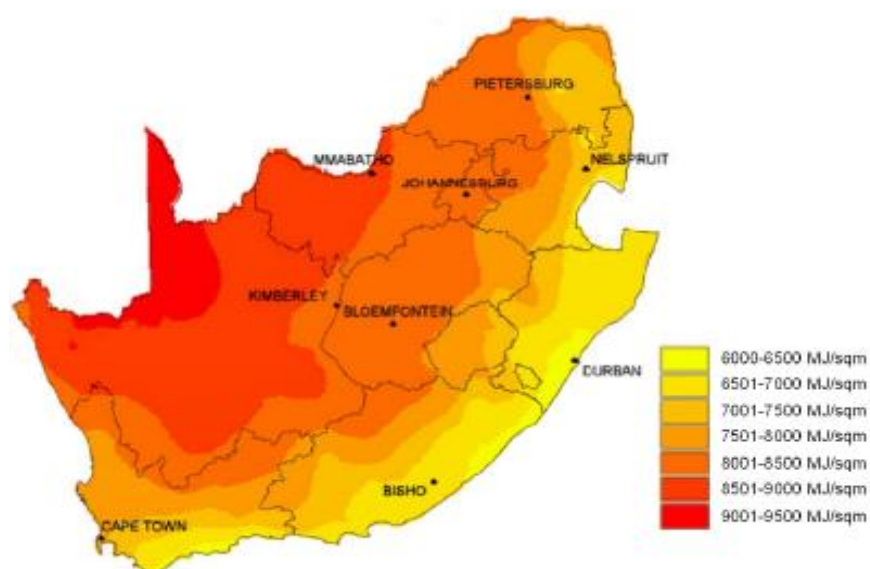 PIETERSBURG
MMABATHO
NELSPRUIT
JOHANNESBURG
KIMBERLEY
BLOEMFONTEIN
DURBAN
BISHO
CAPE TOWN
6000-6500 MJ/sqm
6501-7000 MJ/sqm
7001-7500 MJ/sqm
7501-8000 MJ/sqm
8001-8500 MJ/sqm
8501-9000 MJ/sqm
9001-9500 MJ/sqm